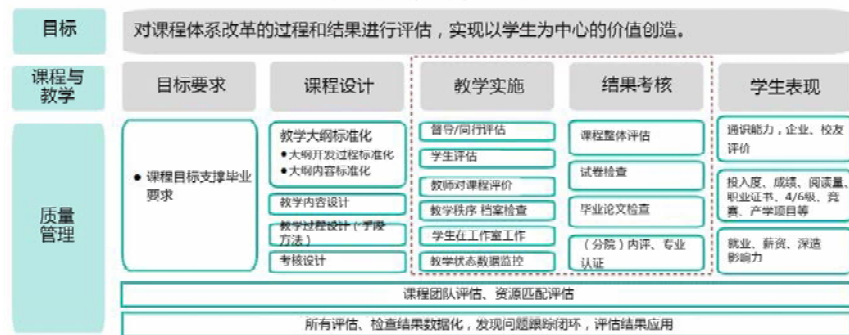 目标
对课程体系改革的过程和结果进行评估，实现以学生为中心的价值创造。
课程与
教学
目标要求
课程设计
教学实施
结果考核
学生表现
质量
管理
● 课程目标支撑毕业
要求
教学大纲标准化
●大纲开发过程标准化
●大纲内容标准化
教学内容设计
教学过程设计（手段
方法）
考核设计
督导/同行评估
学生评估
教师对课程评价
教学秩序 档案检查
学生在工作室工作
教学状态数据监控
课程整体评估
试卷检查
毕业论文检查
（分院）内评、专业
认证
通识能力，企业、校友
评价
投入度、成绩、阅读量、
职业证书、4/6级、竞
赛、产学项目等
就业、薪资、深造
影响力
课程团队评估、资源匹配评估
所有评估、检查结果数据化，发现问题跟踪闭环，评估结果应用